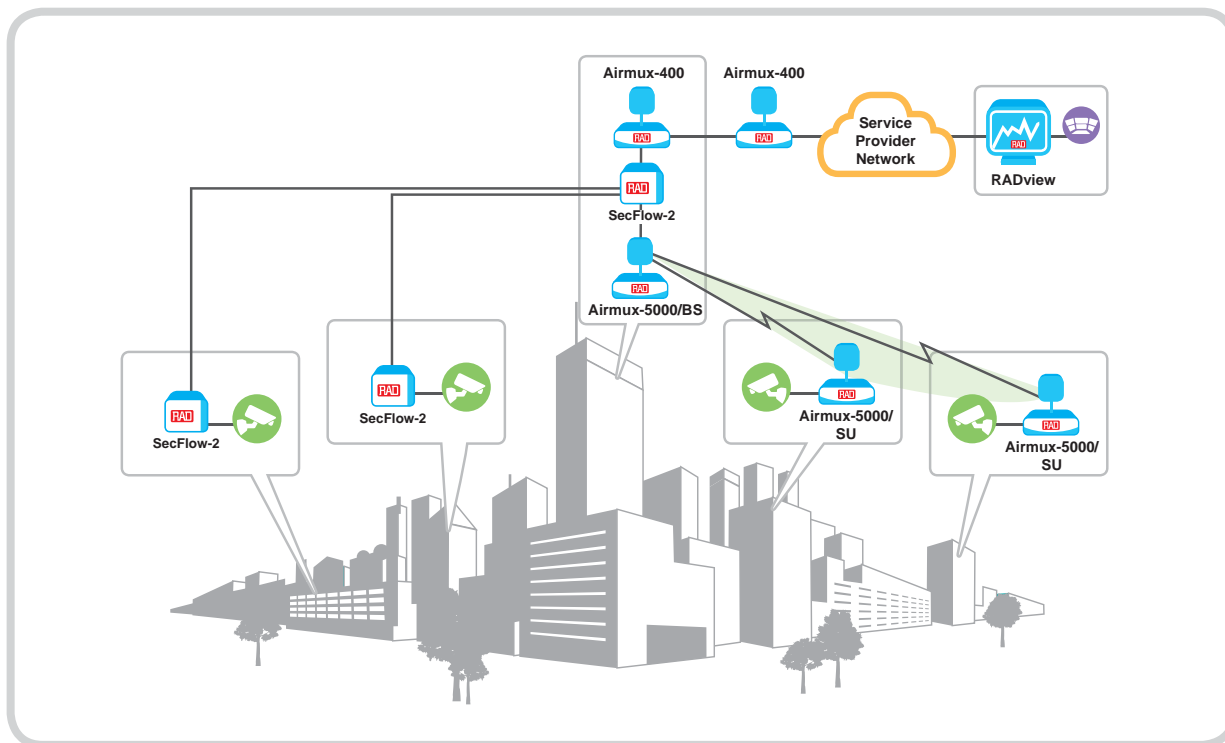 Airmux-400
Airmux-400
RAD
RAD
Service
Provider
Network
RAD
RADview
RAD
SecFlow-2
RAD
Airmux-5000/BS
RAD
SecFlow-2
RAD
SecFlow-2
RAD
Airmux-5000/
SU
RAD
Airmux-5000/
SU